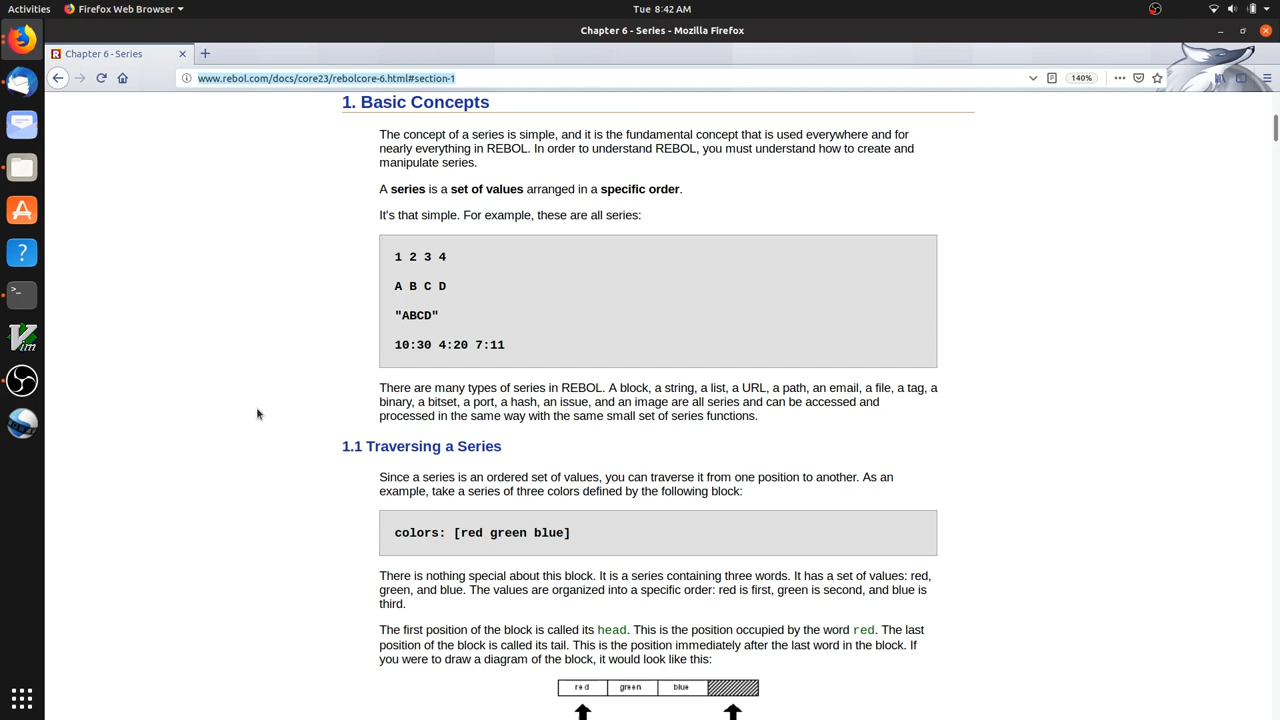 Activities
Firefox Web Browser
Tue 8:42 AM
Chapter 6 - Series - Mozilla Firefox
Chapter 6 - Series
www.rebol.com/docs/core23/rebolcore-6.html#section-1
140%
1. Basic Concepts
The concept of a series is simple, and it is the fundamental concept that is used everywhere and for
nearly everything in REBOL. In order to understand REBOL, you must understand how to create and
manipulate series.
A series is a set of values arranged in a specific order.
It's that simple. For example, these are all series:
1 2 3 4
A B C D
"ABCD"
10:30 4:20 7:11
There are many types of series in REBOL. A block, a string, a list, a URL, a path, an email, a file, a tag, a
binary, a bitset, a port, a hash, an issue, and an image are all series and can be accessed and
processed in the same way with the same small set of series functions.
1.1 Traversing a Series
Since a series is an ordered set of values, you can traverse it from one position to another. As an
example, take a series of three colors defined by the following block:
colors: [red green blue]
There is nothing special about this block. It is a series containing three words. It has a set of values: red,
green, and blue. The values are organized into a specific order: red is first, green is second, and blue is
third.
The first position of the block is called its head. This is the position occupied by the word red. The last
position of the block is called its tail. This is the position immediately after the last word in the block. If
you were to draw a diagram of the block, it would look like this:
red green blue